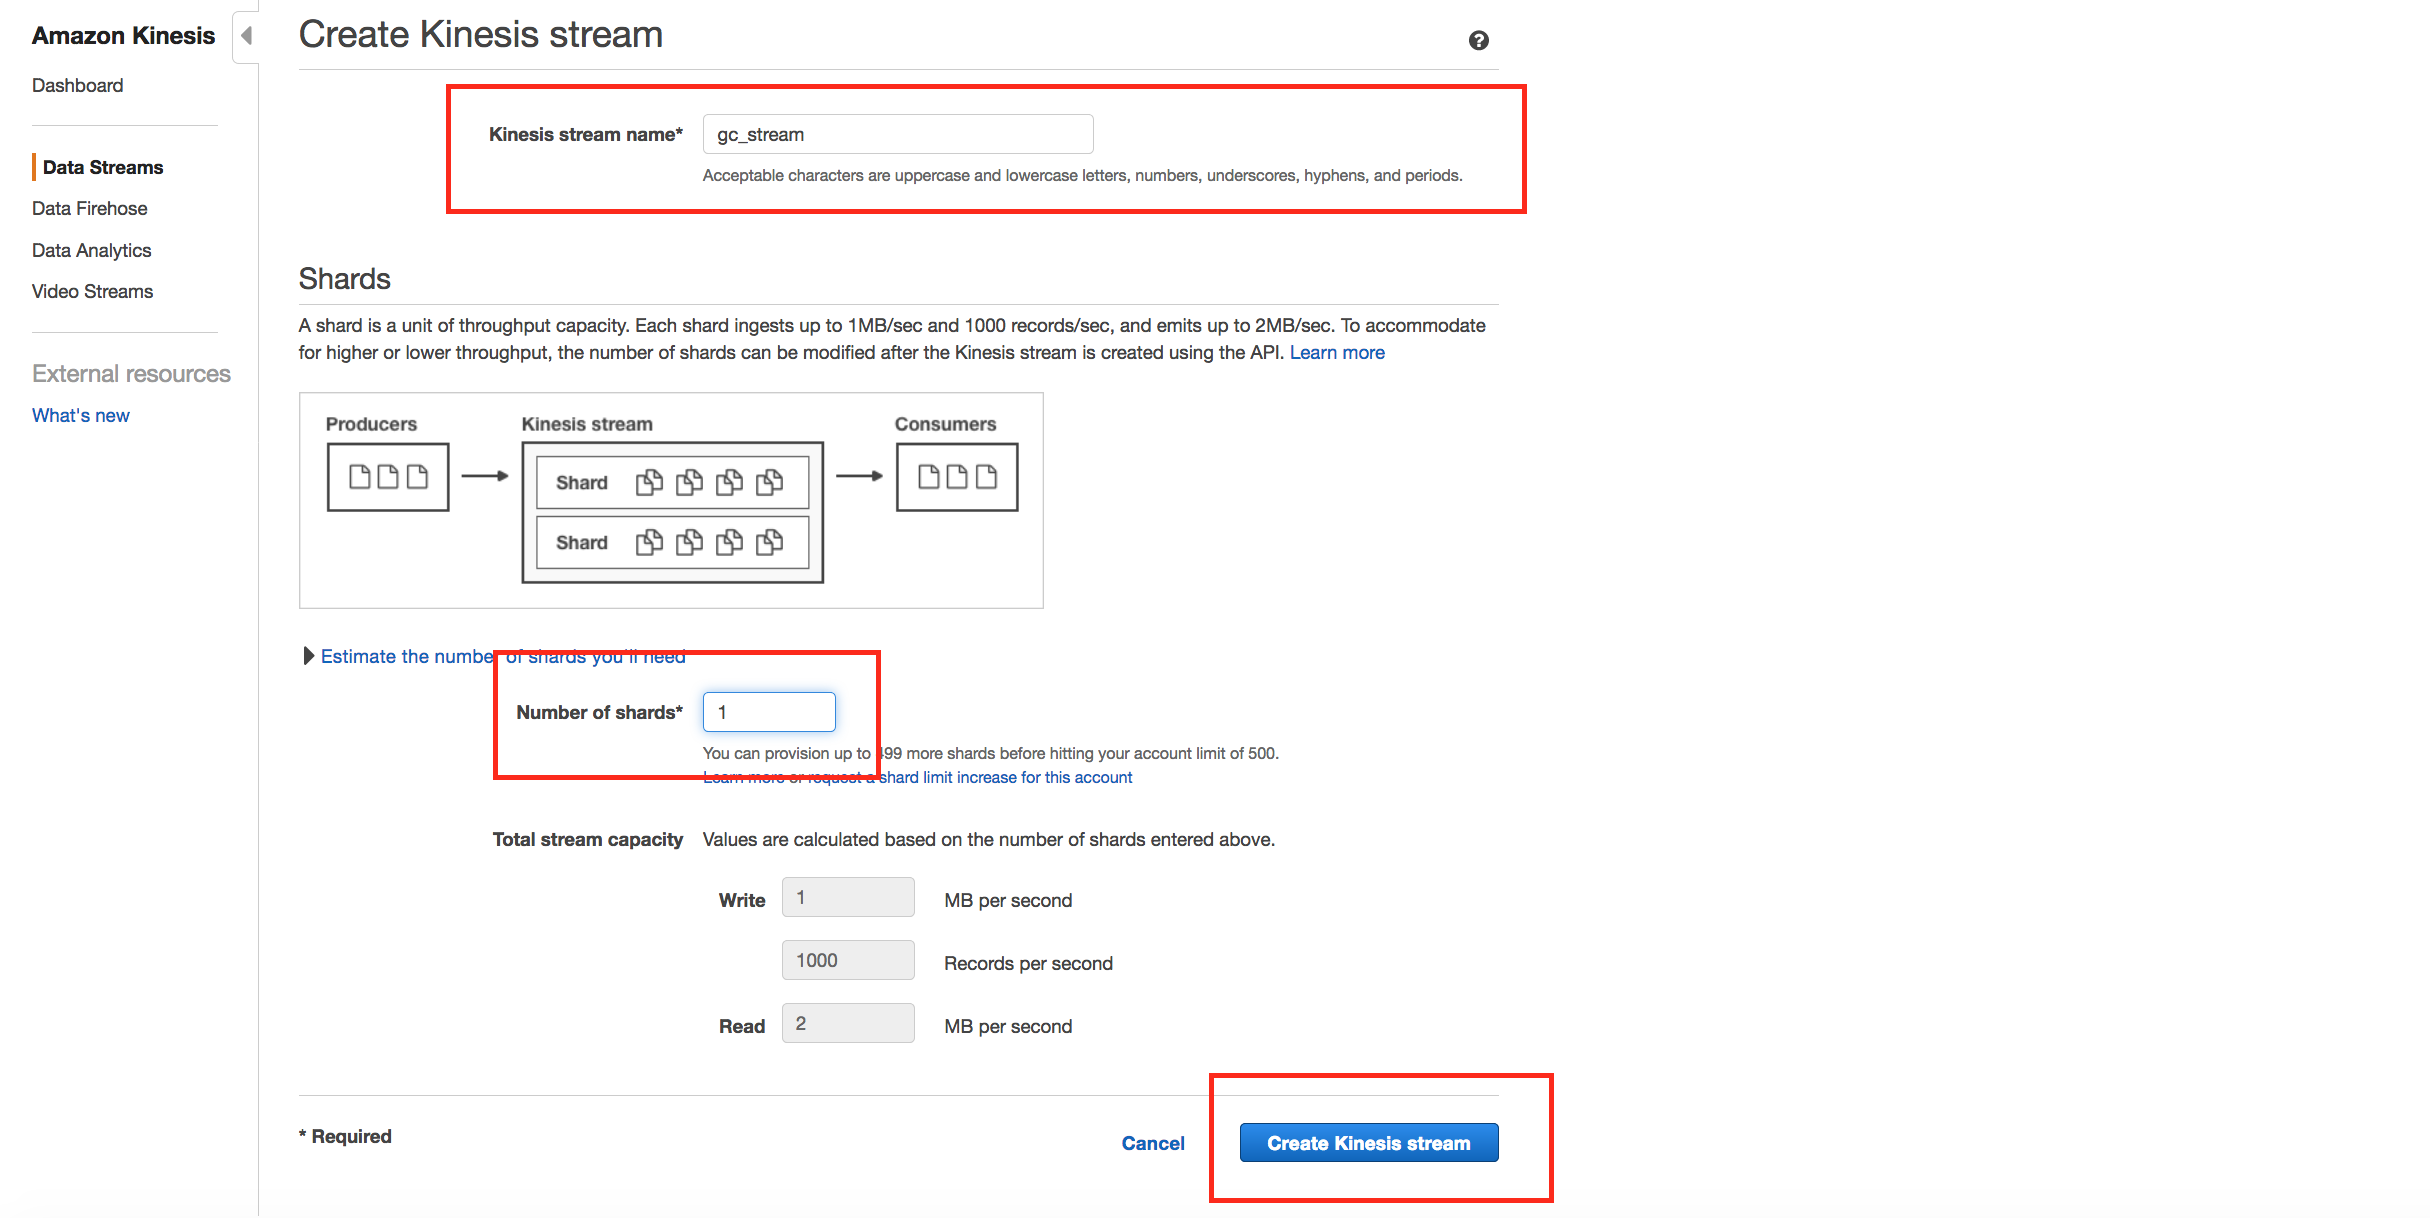 Amazon Kinesis
Dashboard
Data Streams
Data Firehose
Data Analytics
Video Streams
External resources
What's new
Create Kinesis stream
Kinesis stream name* gc_stream
Acceptable characters are uppercase and lowercase letters, numbers, underscores, hyphens, and periods.
Shards
A shard is a unit of throughput capacity. Each shard ingests up to 1MB/sec and 1000 records/sec, and emits up to 2MB/sec. To accommodate
for higher or lower throughput, the number of shards can be modified after the Kinesis stream is created using the API. Learn more
Producers Kinesis stream Consumers
Shard
Shard
Estimate the number of shards you'll need
Number of shards* 1
You can provision up to 499 more shards before hitting your account limit of 500.
Learn more or request a shard limit increase for this account
Total stream capacity Values are calculated based on the number of shards entered above.
Write 1 MB per second
1000 Records per second
Read 2 MB per second
* Required
Cancel Create Kinesis stream